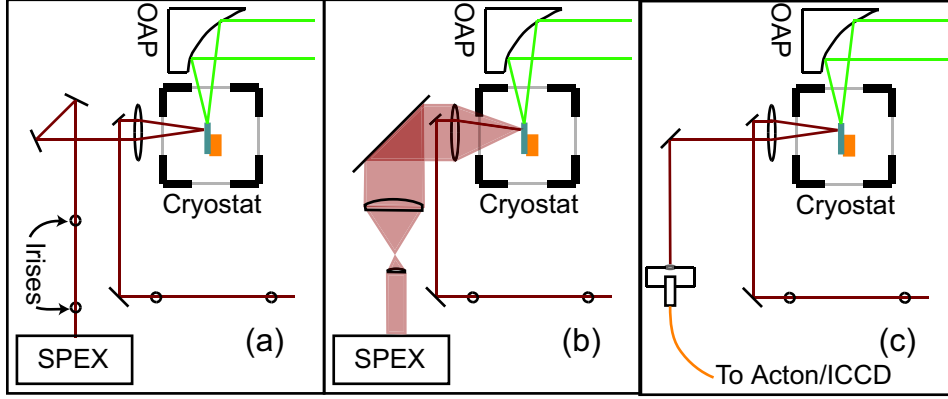 OAP
Cryostat
Irises
SPEX
(a)
OAP
Cryostat
SPEX
(b)
OAP
Cryostat
(c)
To Acton/ICCD